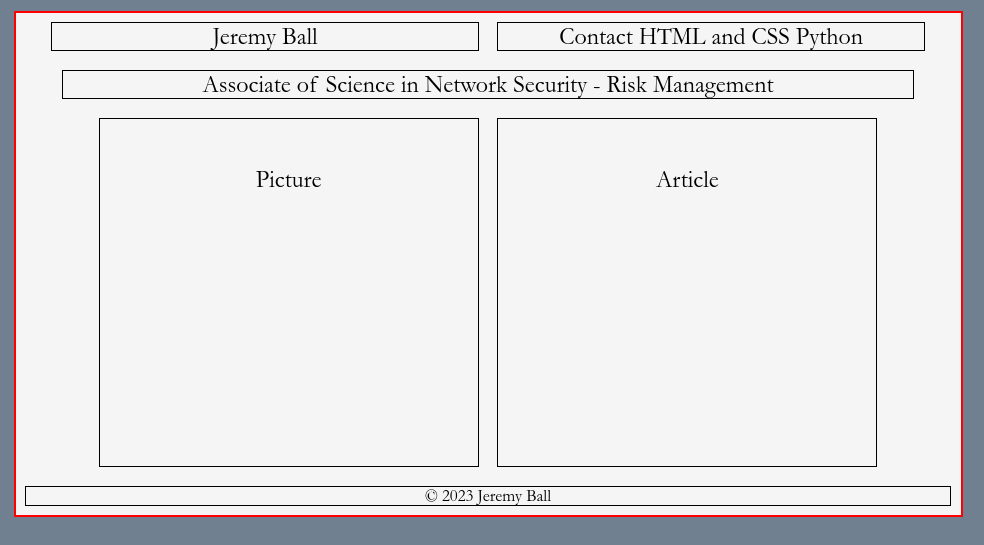 Jeremy Ball
Contact HTML and CSS Python
Associate of Science in Network Security - Risk Management
Picture
Article
© 2023 Jeremy Ball